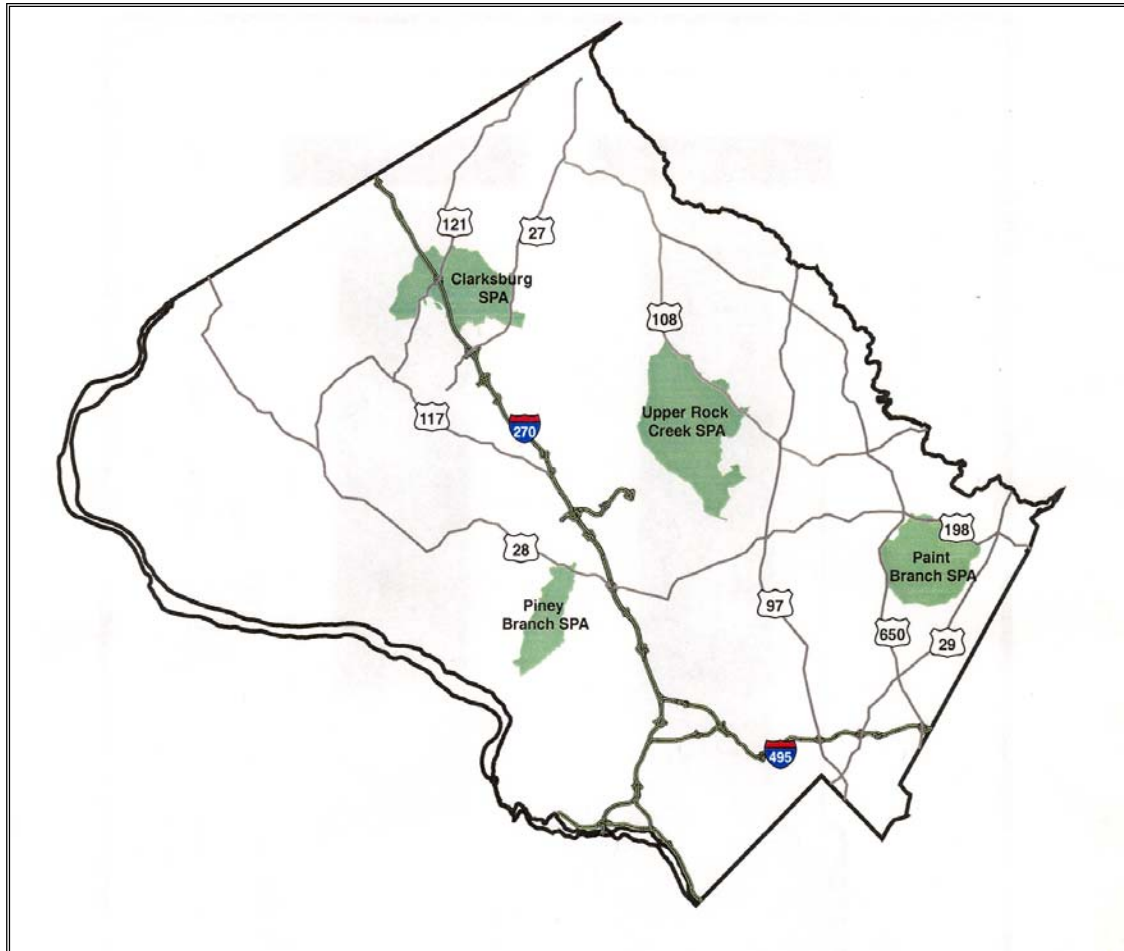 121
27
Clarksburg
SPA
108
Upper Rock
Creek SPA
117
270
198
28
Paint
Branch SPA
Piney
Branch SPA
97
650
29
495